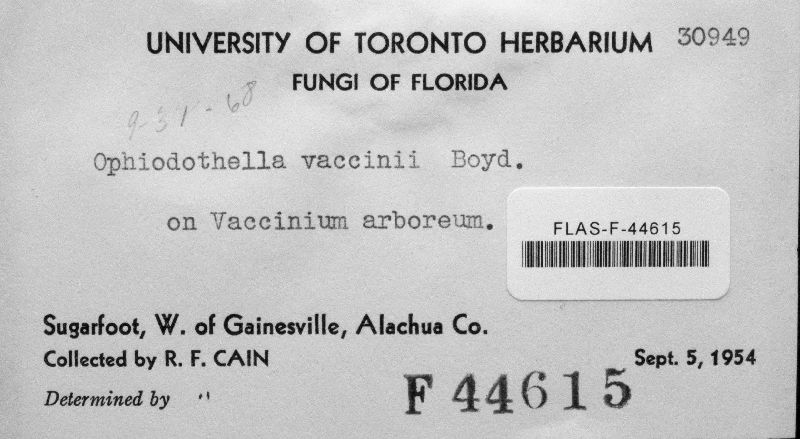 UNIVERSITY OF TORONTO HERBARIUM 30949
FUNGI OF FLORIDA
9-31-68
Ophiodothella vaccinii Boyd.
on Vaccinium arboreum.
FLAS-F-44615
Sugarfoot, W. of Gainesville, Alachua Co.
Collected by R. F. CAIN Sept. 5, 1954
Determined by "
F 44615